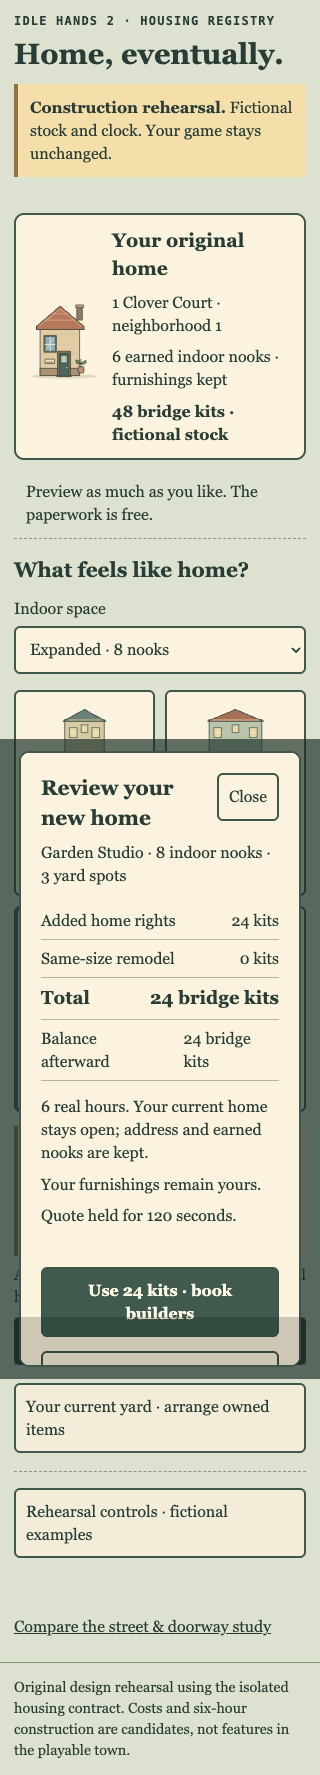 IDLE HANDS 2 · HOUSING REGISTRY
Home, eventually.
Construction rehearsal. Fictional
stock and clock. Your game stays
unchanged.
Your original
home
1 Clover Court ·
neighborhood 1
6 earned indoor nooks ·
furnishings kept
48 bridge kits ·
fictional stock
Preview as much as you like. The
paperwork is free.
What feels like home?
Indoor space
Expanded · 8 nooks
Review your
new home
Close
Garden Studio · 8 indoor nooks ·
3 yard spots
Added home rights 24 kits
Same-size remodel 0 kits
Total 24 bridge kits
Balance
afterward
24 bridge
kits
6 real hours. Your current home
stays open; address and earned
nooks are kept.
Your furnishings remain yours.
Quote held for 120 seconds.
Use 24 kits · book
builders
Your current yard · arrange owned
items
Rehearsal controls · fictional
examples
Compare the street & doorway study
Original design rehearsal using the isolated
housing contract. Costs and six-hour
construction are candidates, not features in
the playable town.